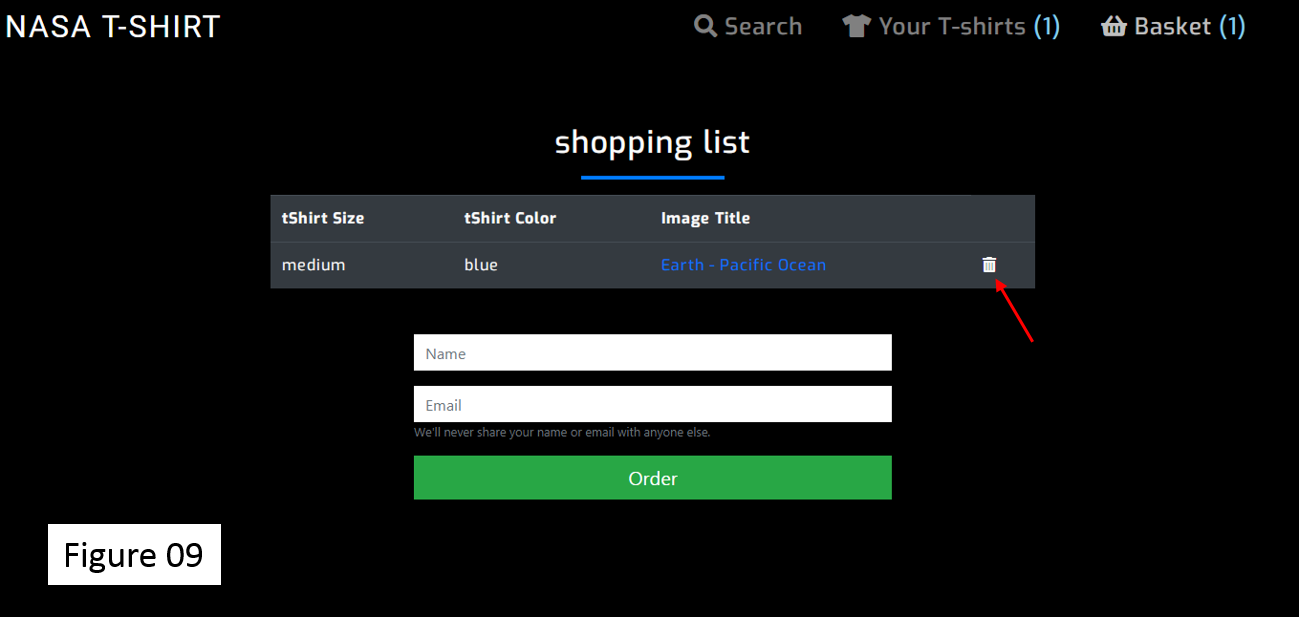 NASA T-SHIRT Search Your T-shirts (1) Basket (1)
shopping list
tShirt Size tShirt Color Image Title
medium blue Earth - Pacific Ocean
Name
Email
We'll never share your name or email with anyone else.
Order
Figure 09